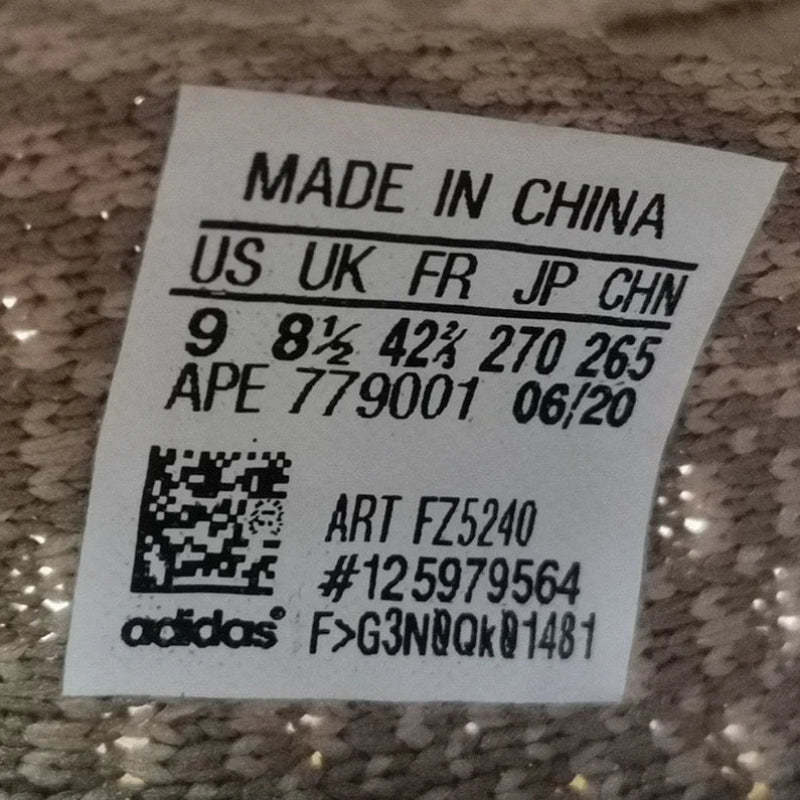 MADE IN CHINA
US UK FR JP CHN
9 8½ 42⅔ 270 265
APE 779001 06/20
ART FZ5240
#125979564
adidas®
F>G3N0Qk01481